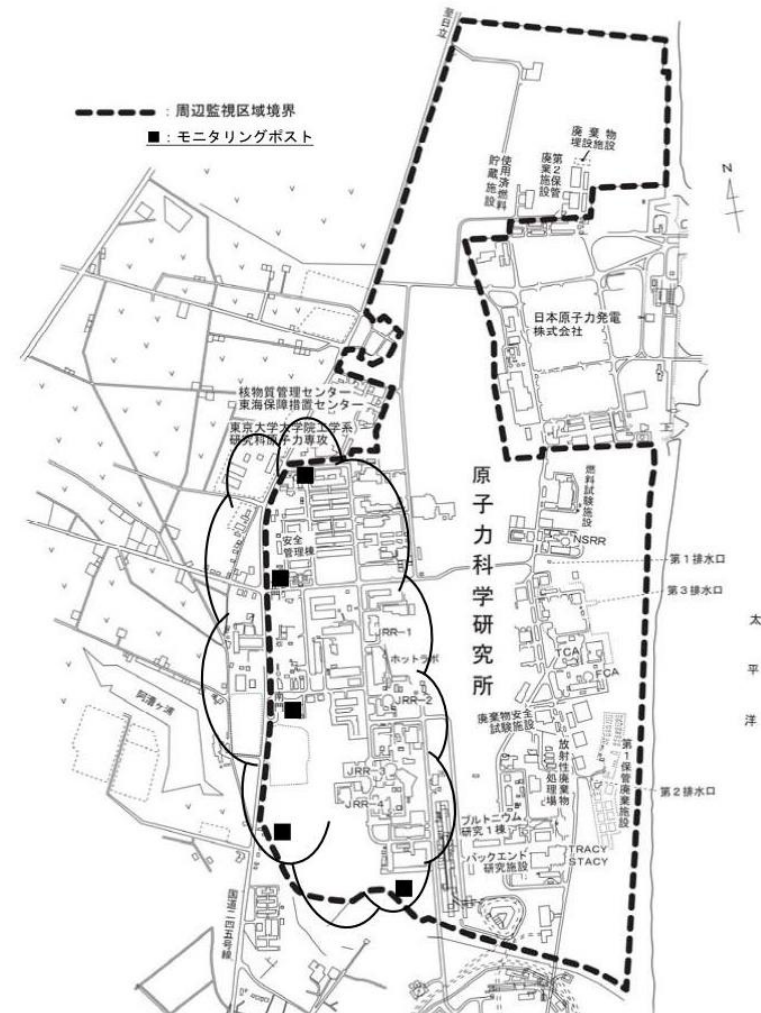 ：周辺監視区域境界
■：モニタリングポスト
至日立
N
廃棄物
埋設施設
第2保管
廃棄施設
使用済燃料
貯蔵施設
日本原子力発電
株式会社
核物質管理センター
東海保障措置センター
東京大学大学院工学系
研究科原子力専攻
原子力科学研究所
燃料試験施設
NSRR
安全
管理棟
第1排水口
第3排水口
JRR-1
ホットラボ
TCA
FCA
太平洋
阿漕ヶ浦
南門
JRR-2
廃棄物安全
試験施設
放射性廃棄物
処理場
第1保管廃棄施設
JRR-3
JRR-4
第2排水口
プルトニウム
研究1棟
バックエンド
研究施設
TRACY
STACY
国道二四五号線